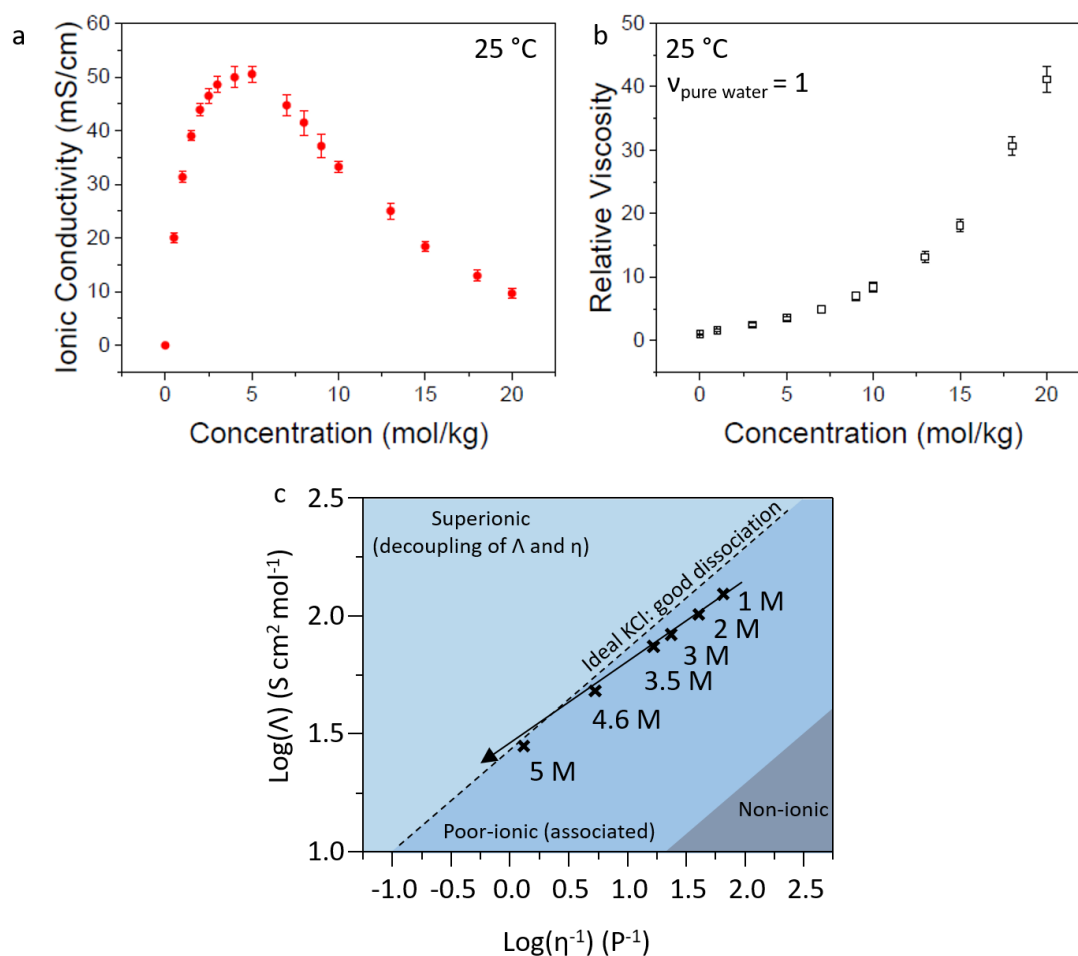 a
25 °C
Ionic Conductivity (mS/cm)
60
50
40
30
20
10
0
0 5 10 15 20
Concentration (mol/kg)
b
25 °C
νpure water = 1
Relative Viscosity
50
40
30
20
10
0
0 5 10 15 20
Concentration (mol/kg)
c
Log(Λ) (S cm² mol⁻¹)
2.5
2.0
1.5
1.0
Superionic
(decoupling of Λ and η)
Ideal KCl: good dissociation
1 M
2 M
3 M
3.5 M
4.6 M
5 M
Non-ionic
Poor-ionic (associated)
-1.0 -0.5 0.0 0.5 1.0 1.5 2.0 2.5
Log(η⁻¹) (P⁻¹)